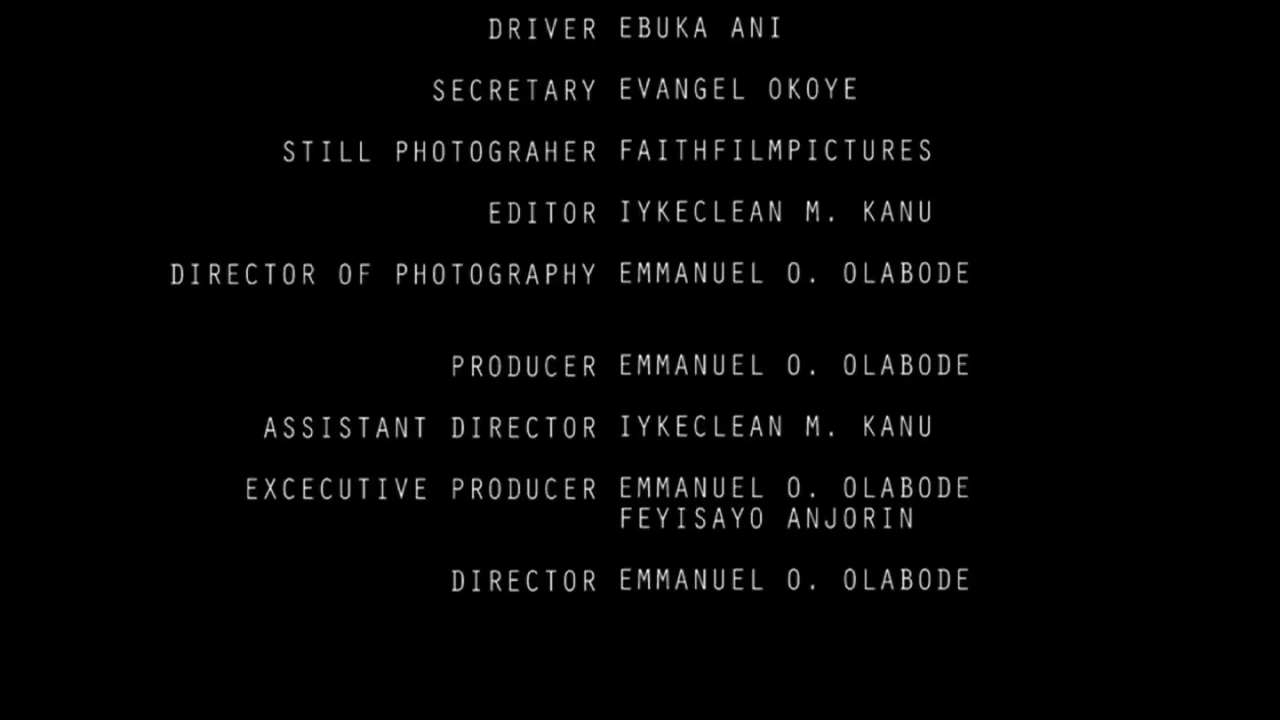 DRIVER EBUKA ANI
SECRETARY EVANGEL OKOYE
STILL PHOTOGRAHER FAITHFILMPICTURES
EDITOR IYKECLEAN M. KANU
DIRECTOR OF PHOTOGRAPHY EMMANUEL O. OLABODE
PRODUCER EMMANUEL O. OLABODE
ASSISTANT DIRECTOR IYKECLEAN M. KANU
EXCECUTIVE PRODUCER EMMANUEL O. OLABODE
FEYISAYO ANJORIN
DIRECTOR EMMANUEL O. OLABODE